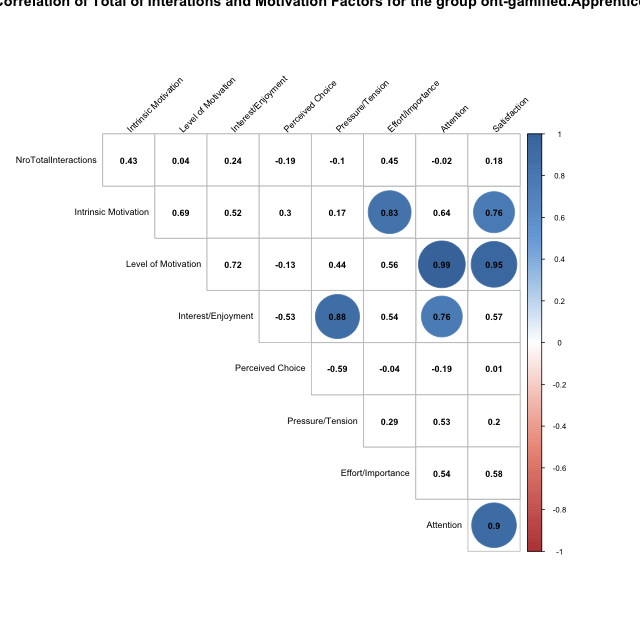 Correlation of Total of Interations and Motivation Factors for the group ont-gamified.Apprentice
Intrinsic Motivation
Level of Motivation
Interest/Enjoyment
Perceived Choice
Pressure/Tension
Effort/Importance
Attention
Satisfaction
NroTotalInteractions 0.43 0.04 0.24 -0.19 -0.1 0.45 -0.02 0.18
Intrinsic Motivation 0.69 0.52 0.3 0.17 0.83 0.64 0.76
Level of Motivation 0.72 -0.13 0.44 0.56 0.99 0.95
Interest/Enjoyment -0.53 0.88 0.54 0.76 0.57
Perceived Choice -0.59 -0.04 -0.19 0.01
Pressure/Tension 0.29 0.53 0.2
Effort/Importance 0.54 0.58
Attention 0.9
1
0.8
0.6
0.4
0.2
0
-0.2
-0.4
-0.6
-0.8
-1